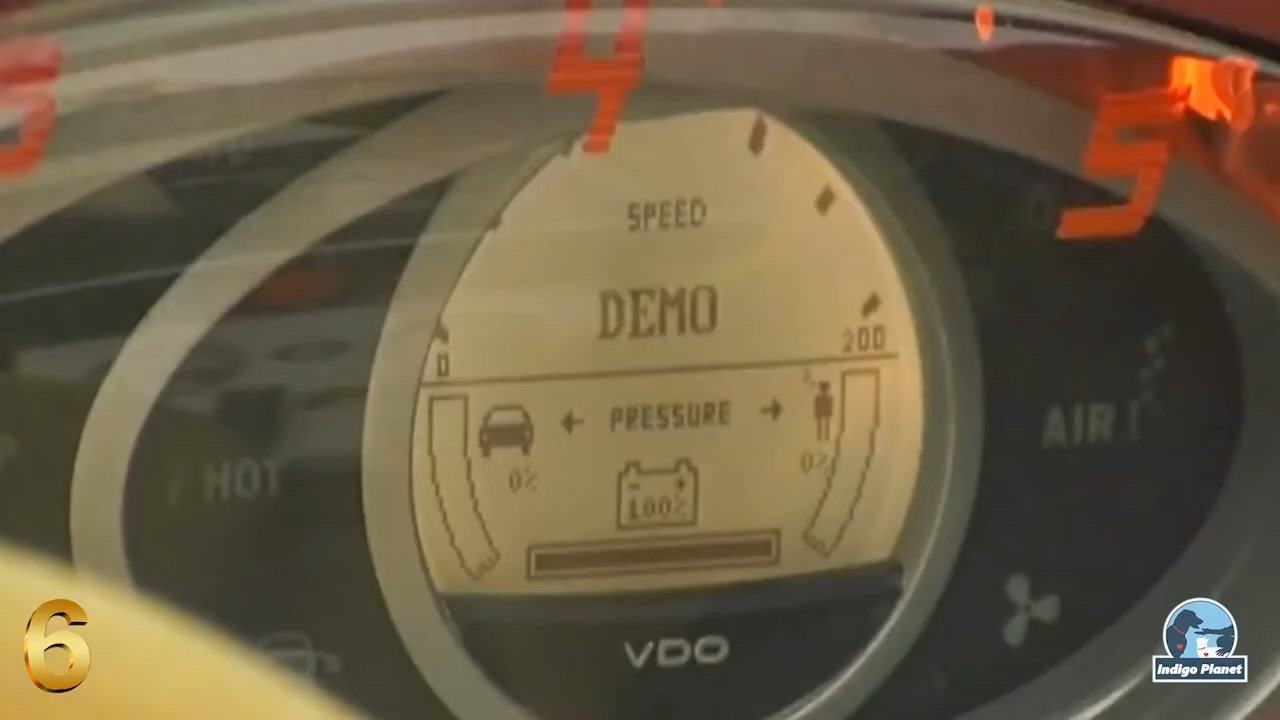 4
5
SPEED
DEMO
0
200
← PRESSURE →
0%
0%
- +
100%
HOT
AIR
VDO
6
Indigo Planet